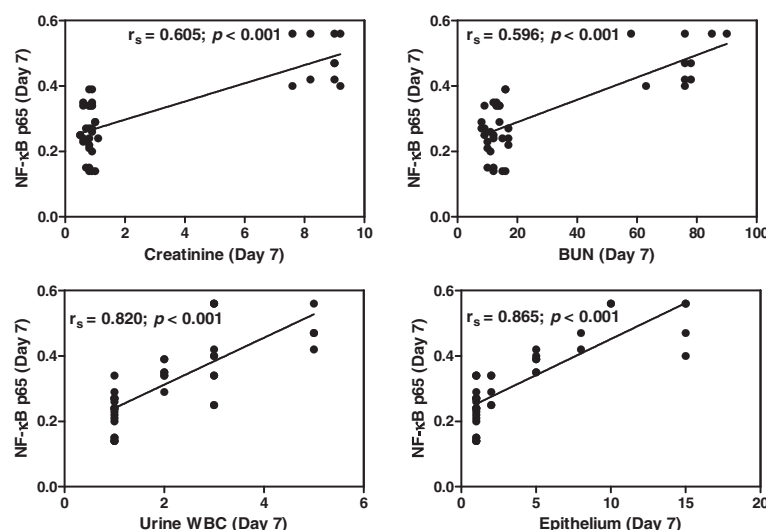 0.6
0.4
0.2
0.0
NF-κB p65 (Day 7)
r_s = 0.605; p < 0.001
0 2 4 6 8 10
Creatinine (Day 7)
0.6
0.4
0.2
0.0
NF-κB p65 (Day 7)
r_s = 0.596; p < 0.001
0 20 40 60 80 100
BUN (Day 7)
0.6
0.4
0.2
0.0
NF-κB p65 (Day 7)
r_s = 0.820; p < 0.001
0 2 4 6
Urine WBC (Day 7)
0.6
0.4
0.2
0.0
NF-κB p65 (Day 7)
r_s = 0.865; p < 0.001
0 5 10 15 20
Epithelium (Day 7)